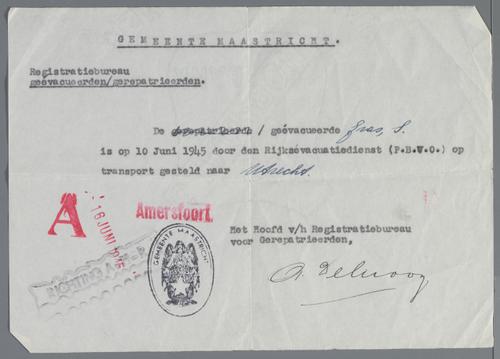 GEMEENTE MAASTRICHT.
Registratiebureau
geëvacueerden/gerepatrieerden.
De gerepatrieerde / geëvacueerde Gras, S.
is op 10 Juni 1945 door den Rijksévacuatiedienst (P.B.V.O.) op
transport gesteld naar Utrecht.
A
16 JUNI 1945
Amersfoort.
GEMEENTE MAASTRICHT
Het Hoofd v/h Registratiebureau
voor Gerepatrieerden,